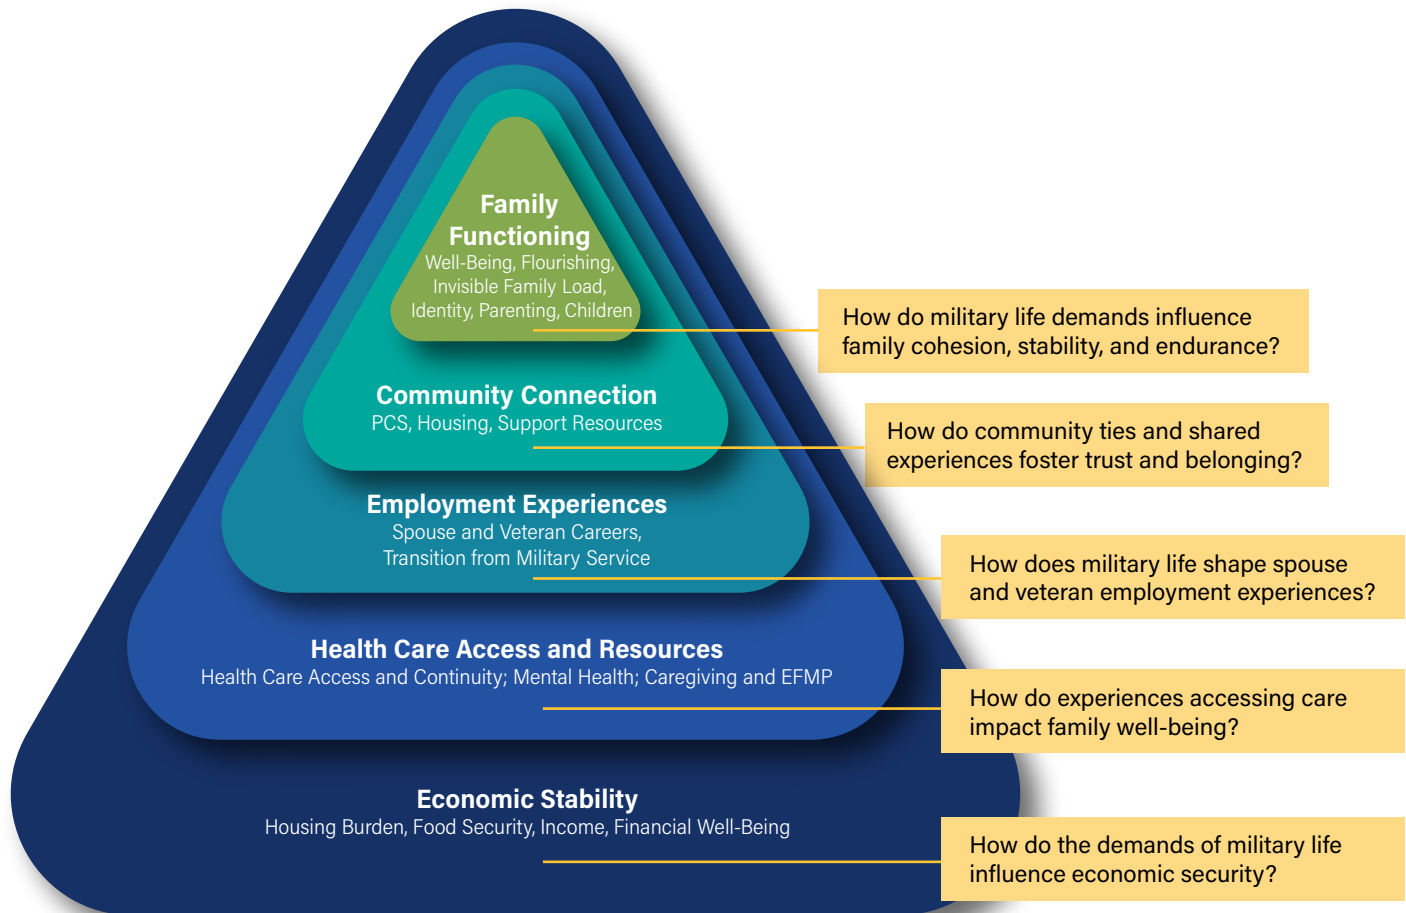 Family
Functioning
Well-Being, Flourishing,
Invisible Family Load,
Identity, Parenting, Children
How do military life demands influence
family cohesion, stability, and endurance?
Community Connection
PCS, Housing, Support Resources
How do community ties and shared
experiences foster trust and belonging?
Employment Experiences
Spouse and Veteran Careers,
Transition from Military Service
How does military life shape spouse
and veteran employment experiences?
Health Care Access and Resources
Health Care Access and Continuity; Mental Health; Caregiving and EFMP
How do experiences accessing care
impact family well-being?
Economic Stability
Housing Burden, Food Security, Income, Financial Well-Being
How do the demands of military life
influence economic security?